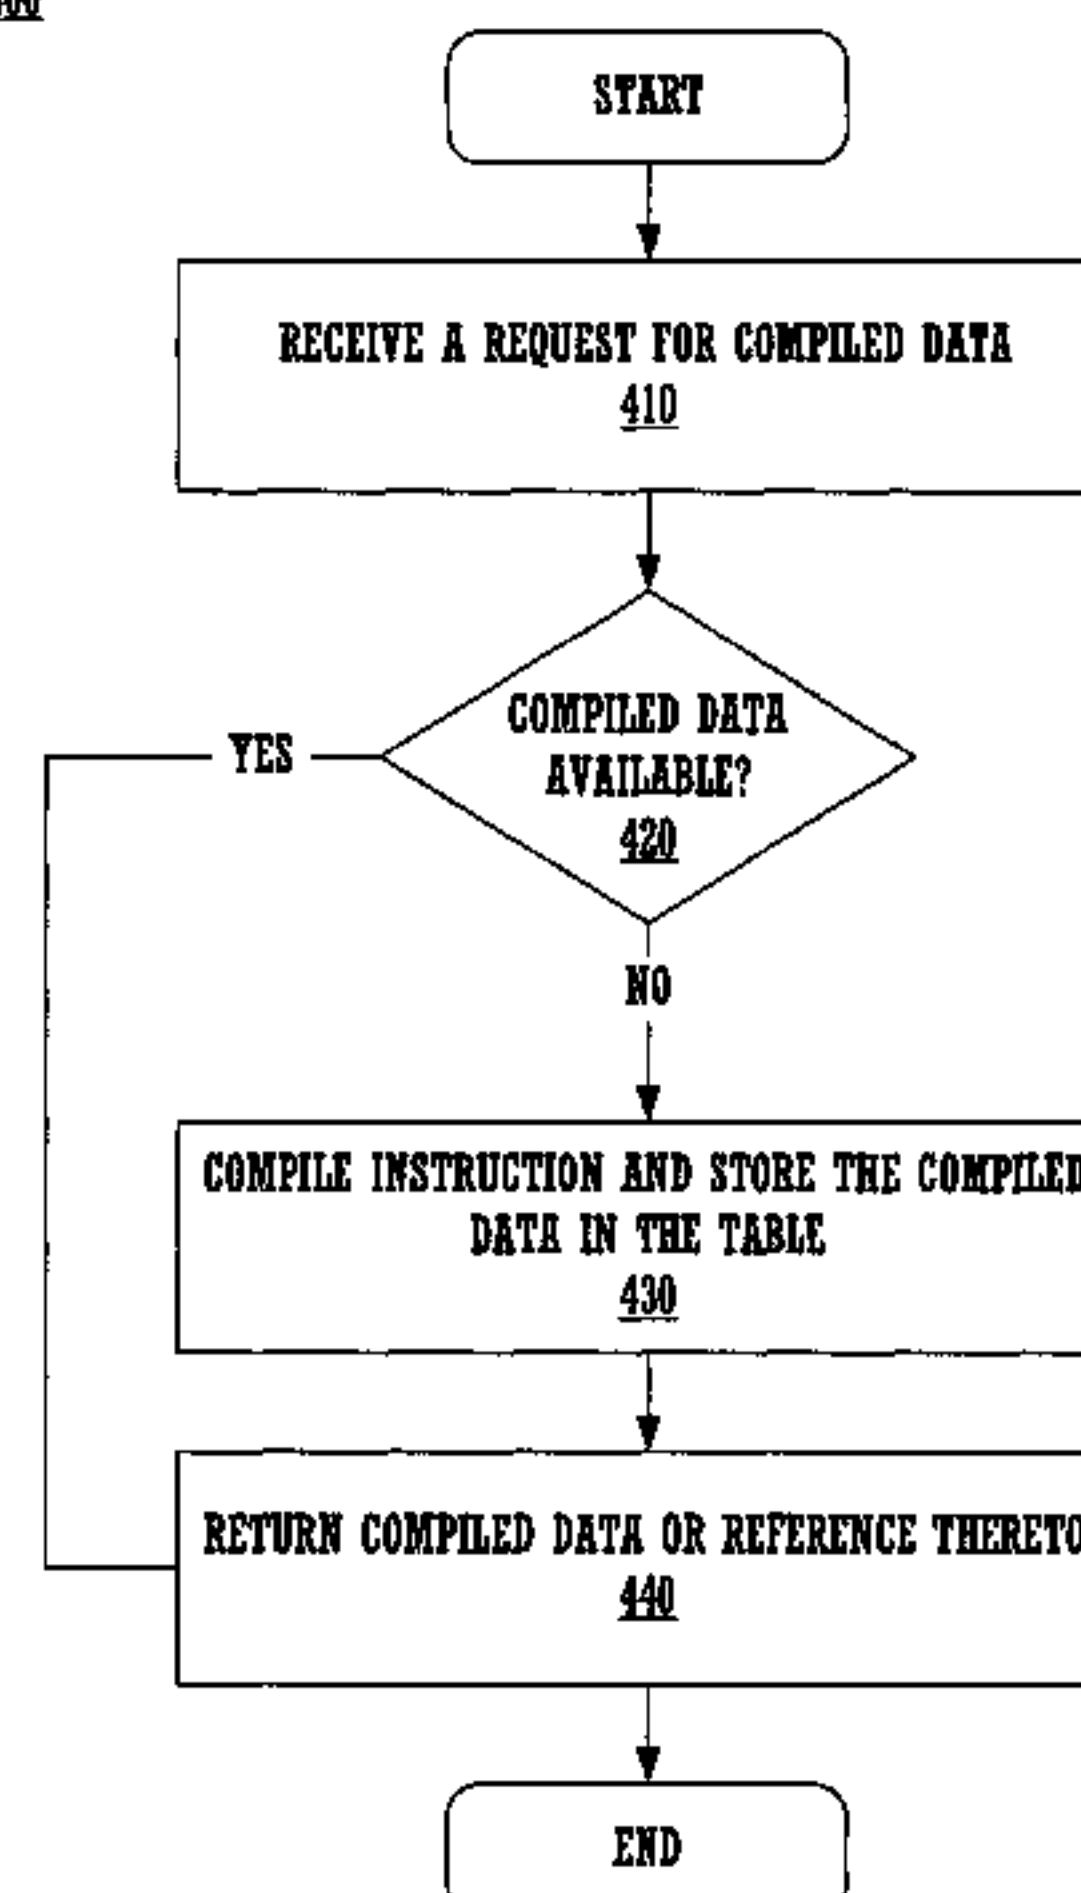 START
RECEIVE A REQUEST FOR COMPILED DATA
410
COMPILED DATA
AVAILABLE?
420
YES
NO
COMPILE INSTRUCTION AND STORE THE COMPILED
DATA IN THE TABLE
430
RETURN COMPILED DATA OR REFERENCE THERETO
440
END